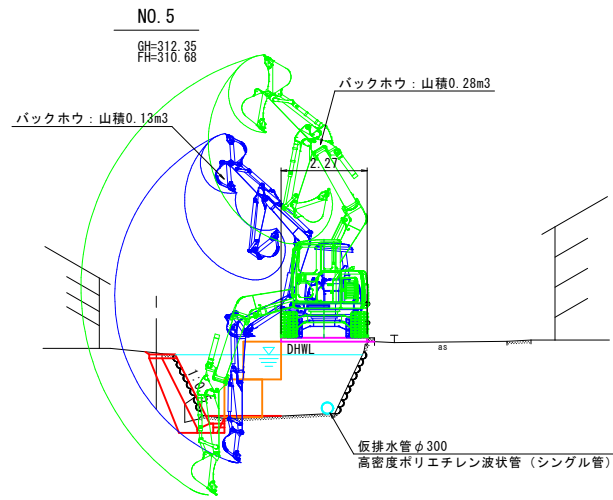 NO.5
GH=312.35
FH=310.68
バックホウ：山積0.28m3
バックホウ：山積0.13m3
2.27
DHWL
as
仮排水管φ300
高密度ポリエチレン波状管（シングル管）